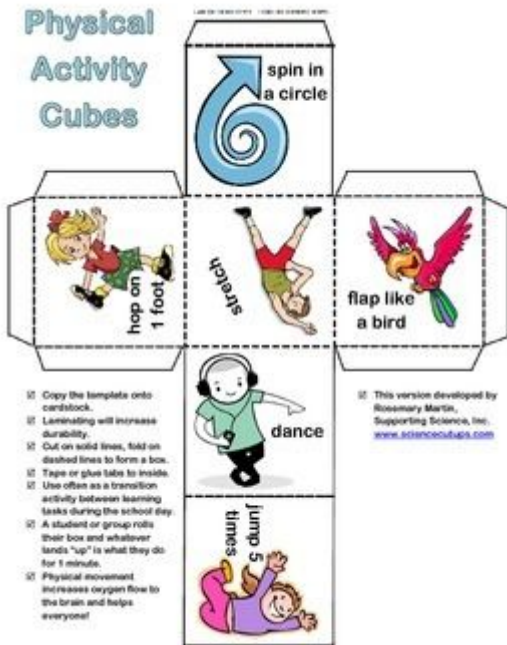 Physical
Activity
Cubes
spin in
a circle
hop on
1 foot
stretch
flap like
a bird
dance
jump 5
times
☑ Copy the template onto
cardstock.
☑ Laminating will increase
durability.
☑ Cut on solid lines, fold on
dashed lines to form a box.
☑ Tape or glue tabs to inside.
☑ Use often as a transition
activity between learning
tasks during the school day.
☑ A student or group rolls
their box and whatever
lands "up" is what they do
for 1 minute.
☑ Physical movement
increases oxygen flow to
the brain and helps
everyone!
☑ This version developed by
Rosemary Martin,
Supporting Science, Inc.
www.sciencecutups.com